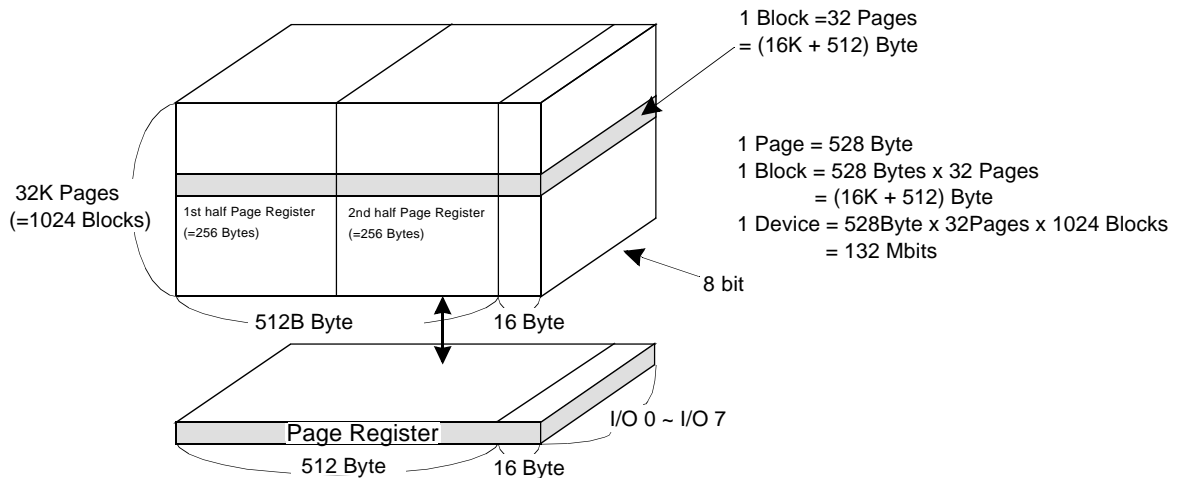 1 Block =32 Pages
= (16K + 512) Byte
1 Page = 528 Byte
1 Block = 528 Bytes x 32 Pages
= (16K + 512) Byte
1 Device = 528Byte x 32Pages x 1024 Blocks
= 132 Mbits
32K Pages
(=1024 Blocks)
1st half Page Register
(=256 Bytes)
2nd half Page Register
(=256 Bytes)
8 bit
512B Byte
16 Byte
I/O 0 ~ I/O 7
Page Register
512 Byte
16 Byte